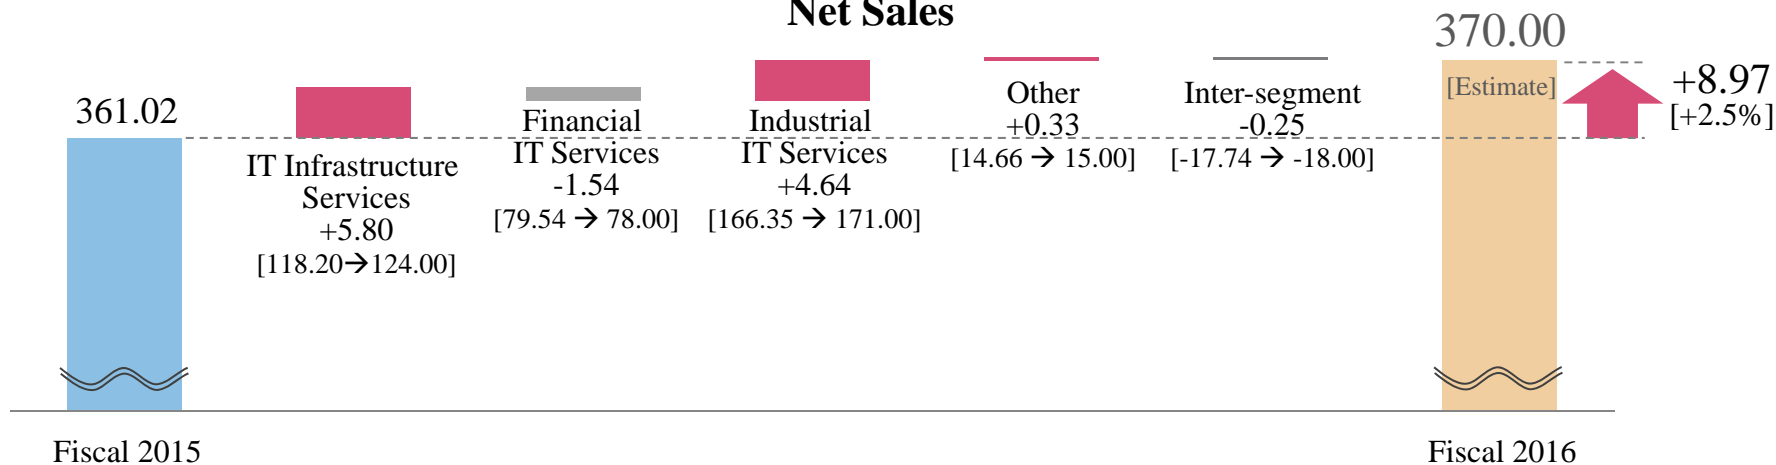 Net Sales
361.02
IT Infrastructure
Services
+5.80
[118.20→124.00]
Financial
IT Services
-1.54
[79.54 → 78.00]
Industrial
IT Services
+4.64
[166.35 → 171.00]
Other
+0.33
[14.66 → 15.00]
Inter-segment
-0.25
[-17.74 → -18.00]
370.00
[Estimate]
+8.97
[+2.5%]
Fiscal 2015
Fiscal 2016